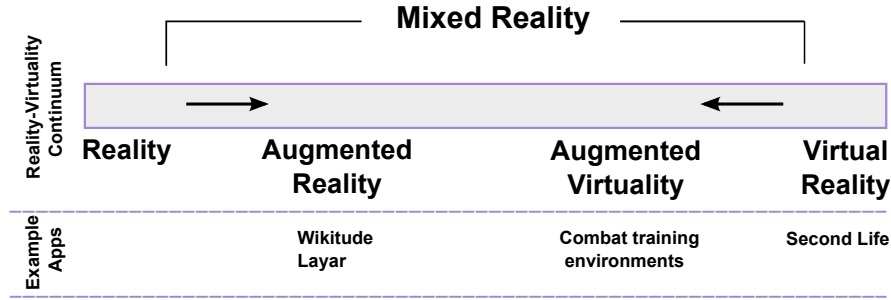 Mixed Reality
Reality-Virtuality
Continuum
Reality
Augmented
Reality
Augmented
Virtuality
Virtual
Reality
Example
Apps
Wikitude
Layar
Combat training
environments
Second Life